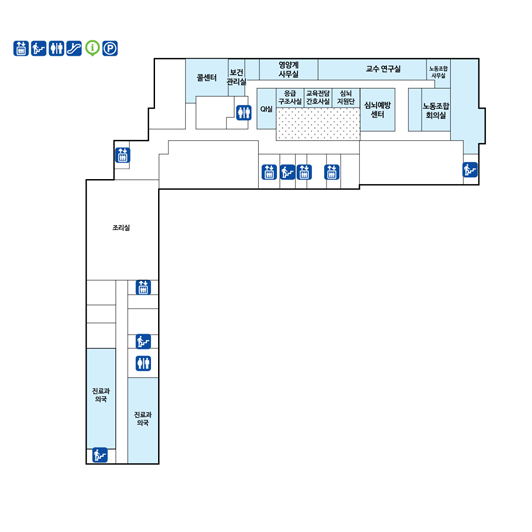 콜센터
보건
관리실
영양계
사무실
교수 연구실
노동조합
사무실
QI실
응급
구조사실
교육전담
간호사실
심뇌
지원단
심뇌예방
센터
노동조합
회의실
조리실
진료과
의국
진료과
의국